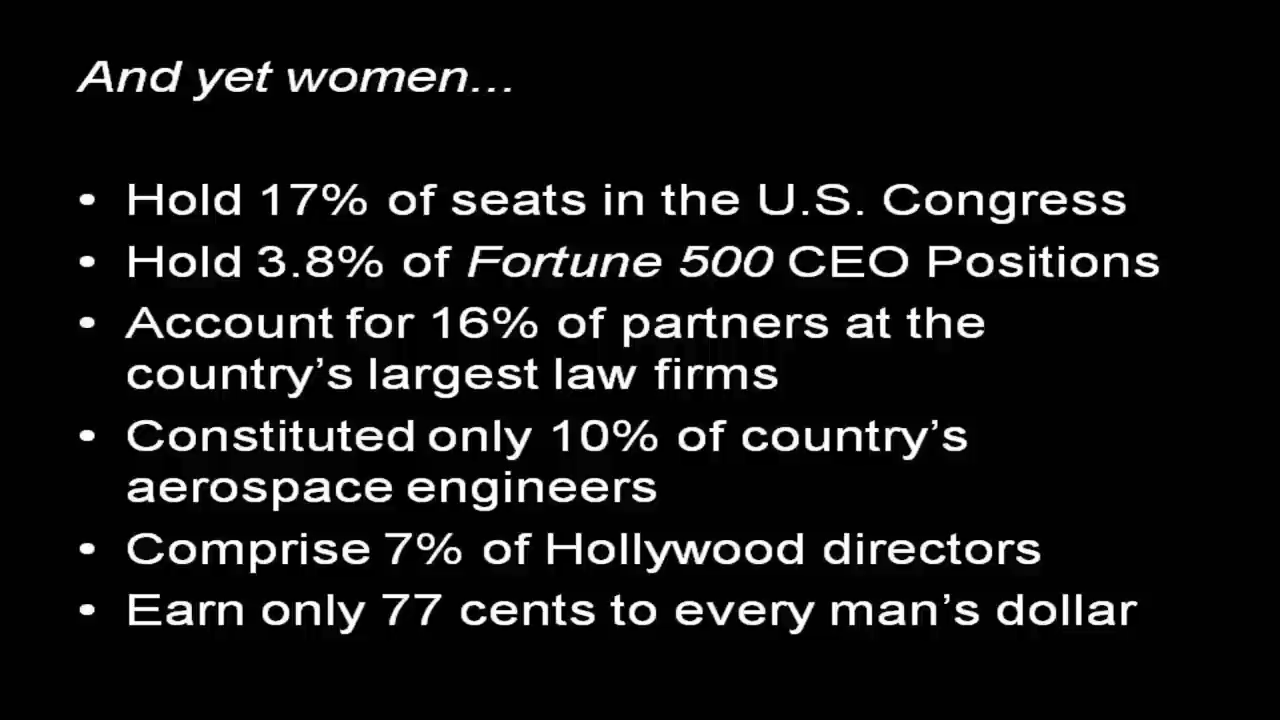 And yet women...
• Hold 17% of seats in the U.S. Congress
• Hold 3.8% of Fortune 500 CEO Positions
• Account for 16% of partners at the
country’s largest law firms
• Constituted only 10% of country’s
aerospace engineers
• Comprise 7% of Hollywood directors
• Earn only 77 cents to every man’s dollar